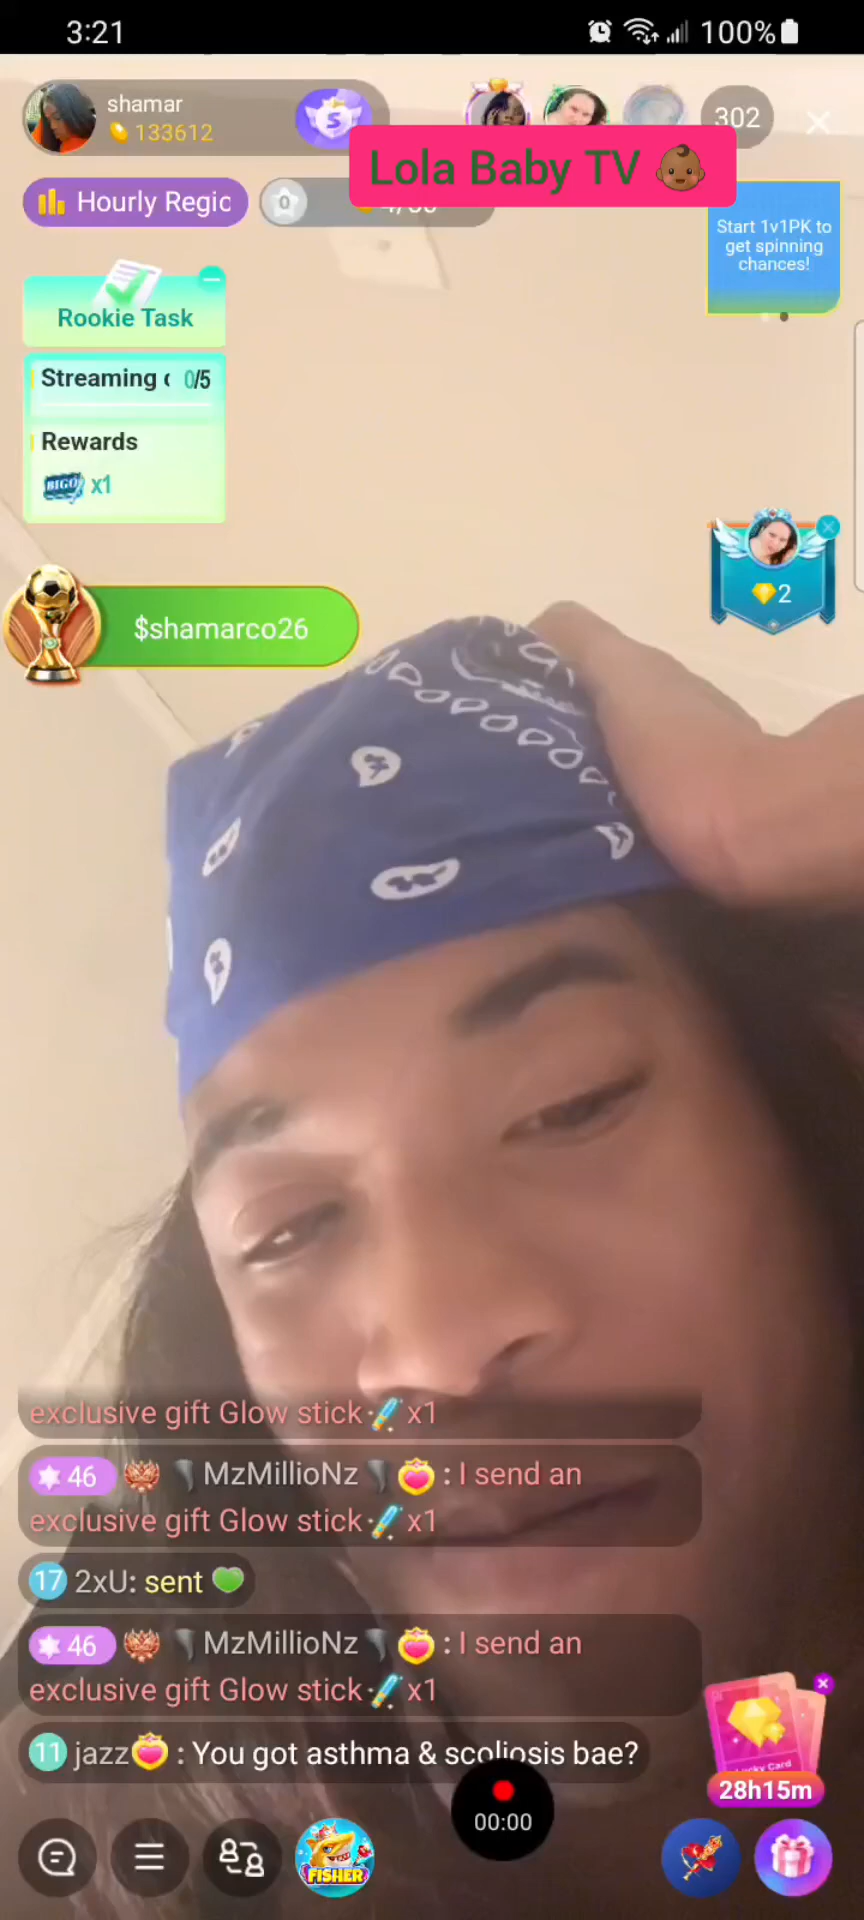 3:21
100%
shamar
133612
S
302
Lola Baby TV
Hourly Regic
0
Start 1v1PK to
get spinning
chances!
Rookie Task
Streaming
0/5
Rewards
BIGO x1
2
$shamarco26
exclusive gift Glow stick x1
46 MzMillioNz : I send an
exclusive gift Glow stick x1
17 2xU: sent
46 MzMillioNz : I send an
exclusive gift Glow stick x1
11 jazz : You got asthma & scoliosis bae?
Lucky Card
28h15m
00:00
FISHER